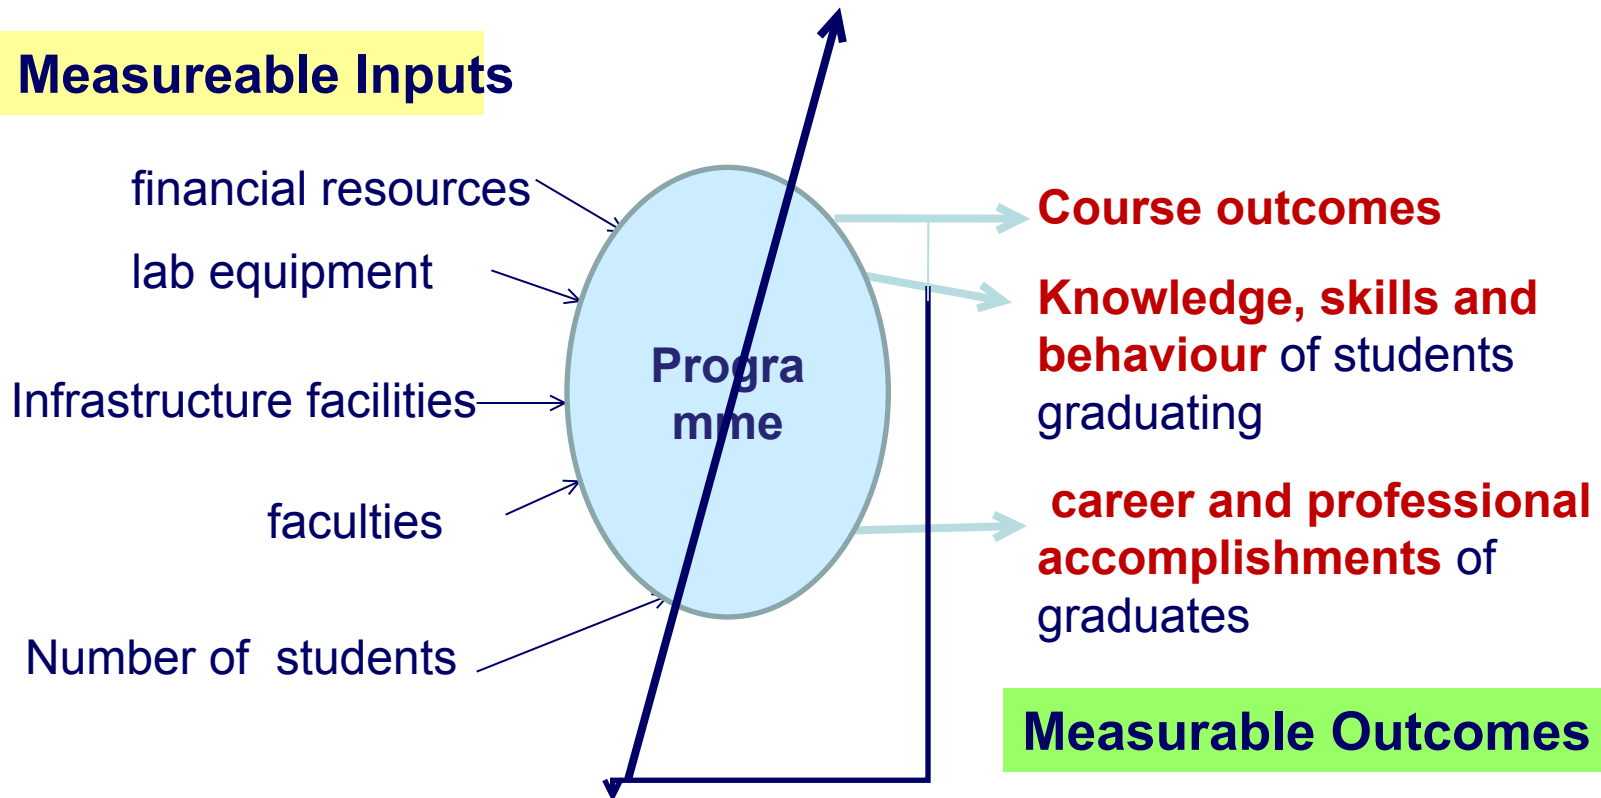 Measureable Inputs
financial resources
lab equipment
Infrastructure facilities
faculties
Number of students
Progra
mme
Course outcomes
Knowledge, skills and
behaviour of students
graduating
career and professional
accomplishments of
graduates
Measurable Outcomes